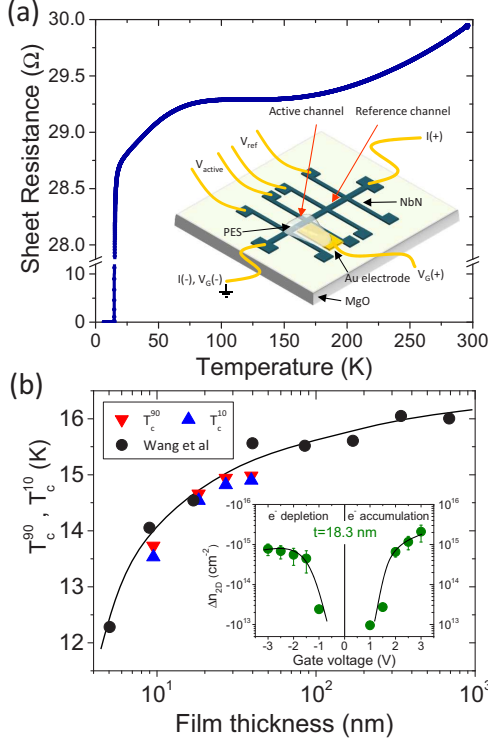 (a)
30.0
29.5
29.0
28.5
28.0
10
0
Sheet Resistance (Ω)
0 50 100 150 200 250 300
Temperature (K)
Active channel
Reference channel
I(+)
V_ref
V_active
NbN
PES
Au electrode
I(-), V_G(-)
V_G(+)
MgO
(b)
T_c^90 T_c^10
Wang et al
16
15
14
13
12
T_c^90 , T_c^10 (K)
10^1 10^2 10^3
Film thickness (nm)
e^- depletion e^- accumulation
t=18.3 nm
-10^16 -10^16
-10^15 -10^15
-10^14 -10^14
-10^13 -10^13
Δn_2D (cm^-2)
-3 -2 -1 0 1 2 3
Gate voltage (V)